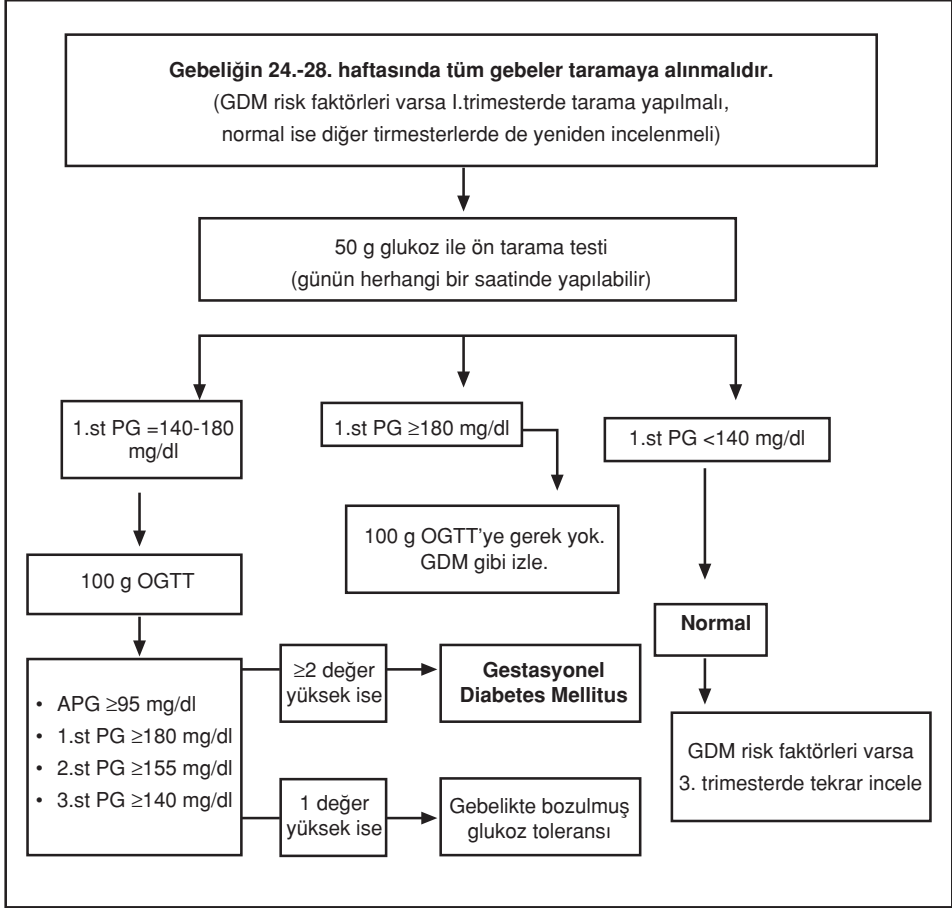 Gebeliğin 24.-28. haftasında tüm gebeler taramaya alınmalıdır.
(GDM risk faktörleri varsa I.trimesterde tarama yapılmalı,
normal ise diğer tirmesterlerde de yeniden incelenmeli)
50 g glukoz ile ön tarama testi
(günün herhangi bir saatinde yapılabilir)
1.st PG =140-180
mg/dl
1.st PG ≥180 mg/dl
1.st PG <140 mg/dl
100 g OGTT'ye gerek yok.
GDM gibi izle.
100 g OGTT
Normal
• APG ≥95 mg/dl
• 1.st PG ≥180 mg/dl
• 2.st PG ≥155 mg/dl
• 3.st PG ≥140 mg/dl
≥2 değer
yüksek ise
Gestasyonel
Diabetes Mellitus
1 değer
yüksek ise
Gebelikte bozulmuş
glukoz toleransı
GDM risk faktörleri varsa
3. trimesterde tekrar incele